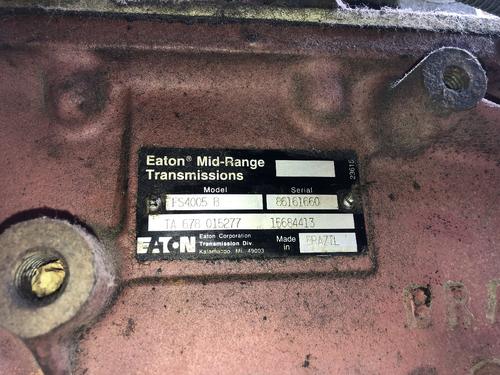 Eaton® Mid-Range
Transmissions
23615
Model Serial
FS4005 B 86161660
TA 678 015277 15684413
EATON
Eaton Corporation
Transmission Div.
Kalamazoo, Mi. 49003
Made in
BRAZIL